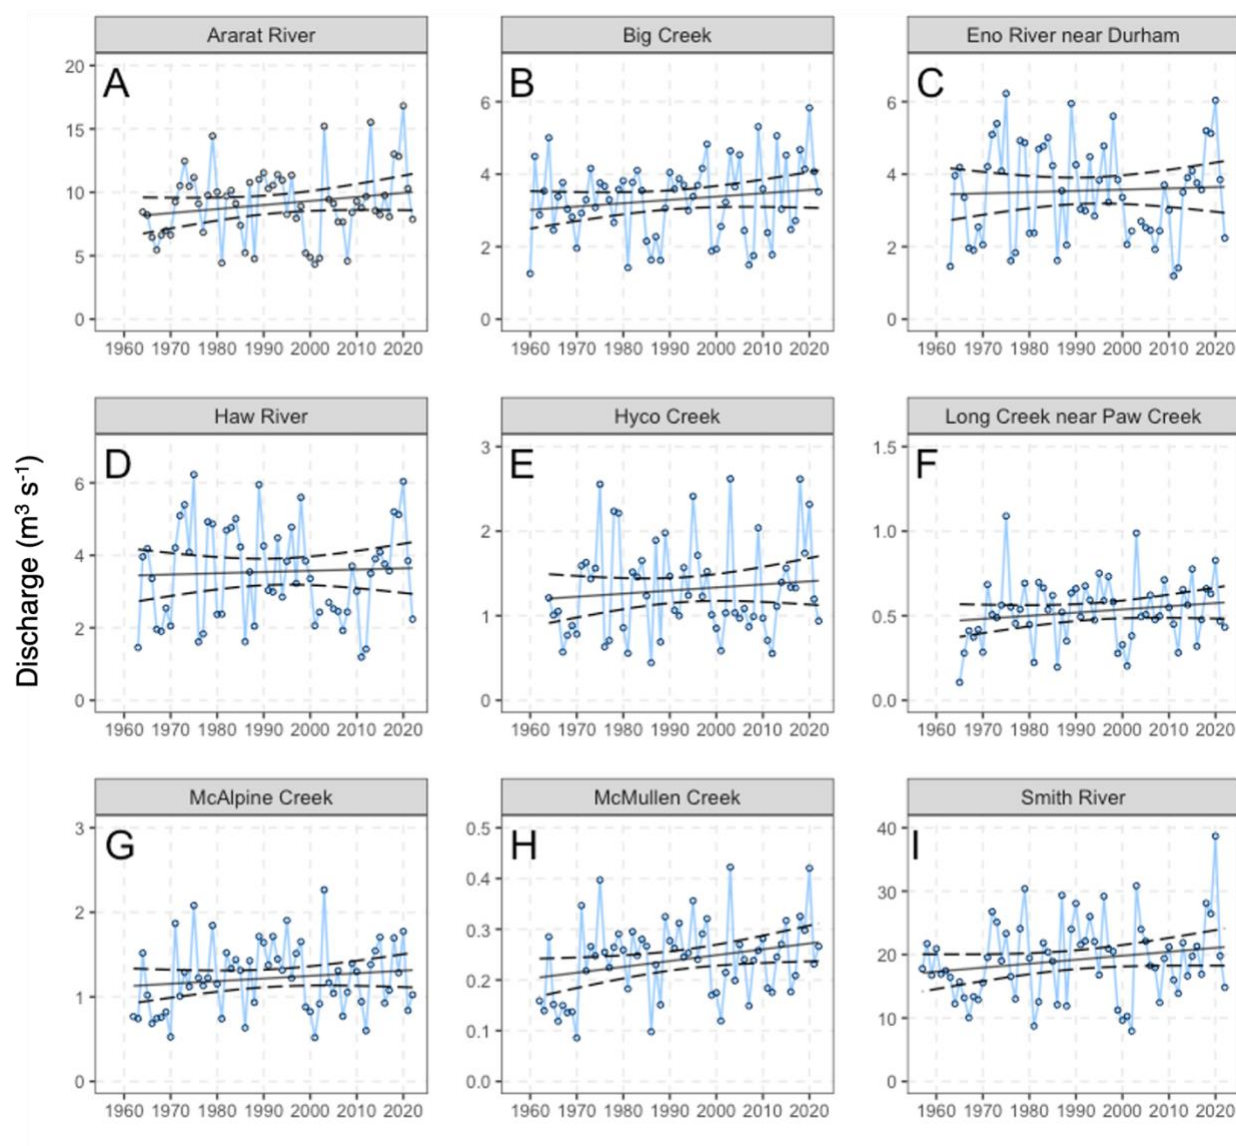 Ararat River
Big Creek
Eno River near Durham
A
B
C
20
15
10
5
0
6
4
2
0
6
4
2
0
1960 1970 1980 1990 2000 2010 2020
1960 1970 1980 1990 2000 2010 2020
1960 1970 1980 1990 2000 2010 2020
Discharge (m³ s⁻¹)
Haw River
Hyco Creek
Long Creek near Paw Creek
D
E
F
6
4
2
0
3
2
1
0
1.5
1.0
0.5
0.0
1960 1970 1980 1990 2000 2010 2020
1960 1970 1980 1990 2000 2010 2020
1960 1970 1980 1990 2000 2010 2020
McAlpine Creek
McMullen Creek
Smith River
G
H
I
3
2
1
0
0.5
0.4
0.3
0.2
0.1
0.0
40
30
20
10
0
1960 1970 1980 1990 2000 2010 2020
1960 1970 1980 1990 2000 2010 2020
1960 1970 1980 1990 2000 2010 2020